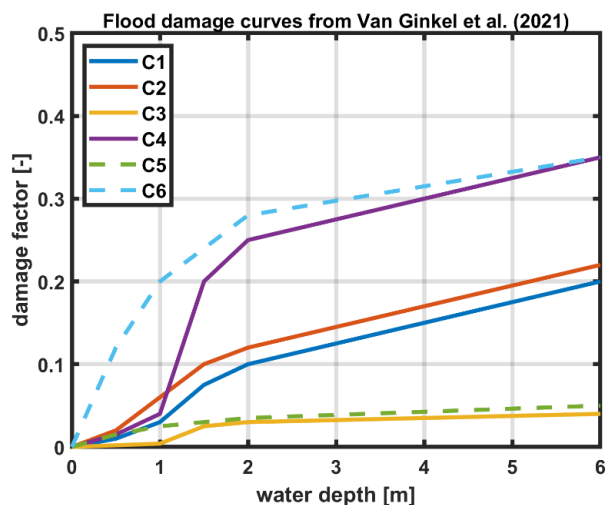 Flood damage curves from Van Ginkel et al. (2021)
0.5
0.4
0.3
0.2
0.1
0
damage factor [-]
C1
C2
C3
C4
C5
C6
0 1 2 3 4 5 6
water depth [m]